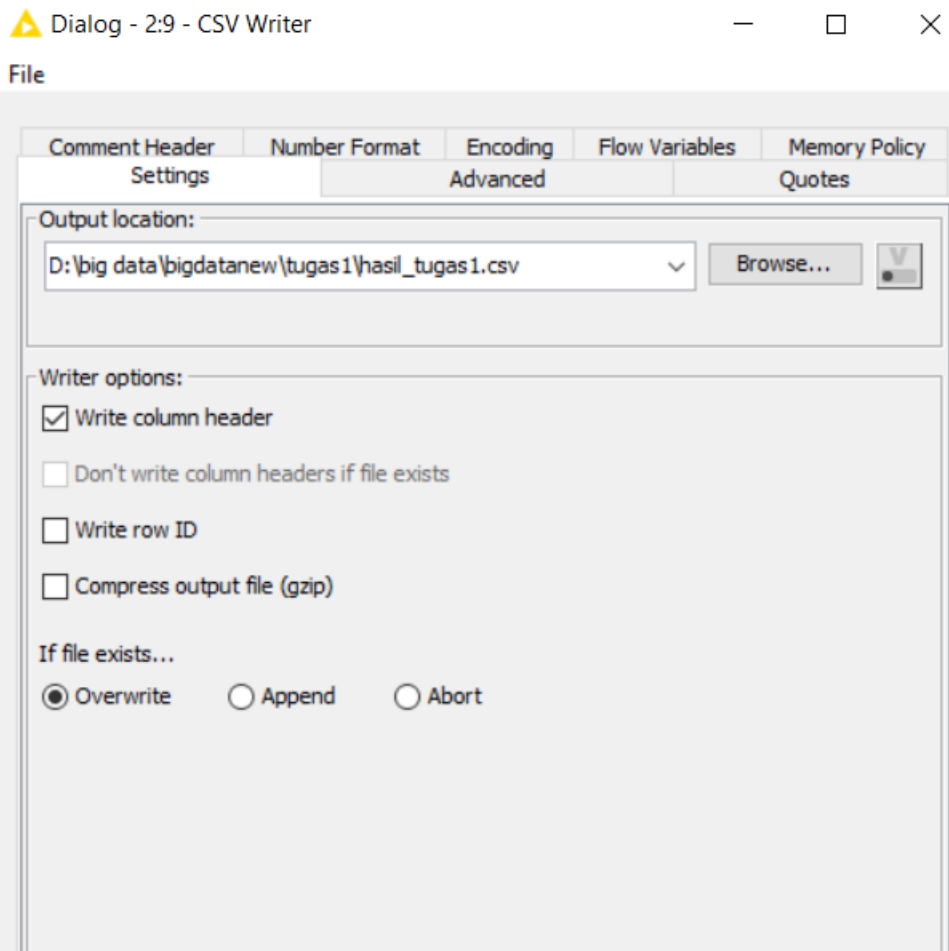 Dialog - 2:9 - CSV Writer
File
Comment Header Number Format Encoding Flow Variables Memory Policy
Settings Advanced Quotes
Output location:
D:\big data\bigdatanew\tugas1\hasil_tugas1.csv Browse... V
Writer options:
Write column header
Don't write column headers if file exists
Write row ID
Compress output file (gzip)
If file exists...
Overwrite Append Abort